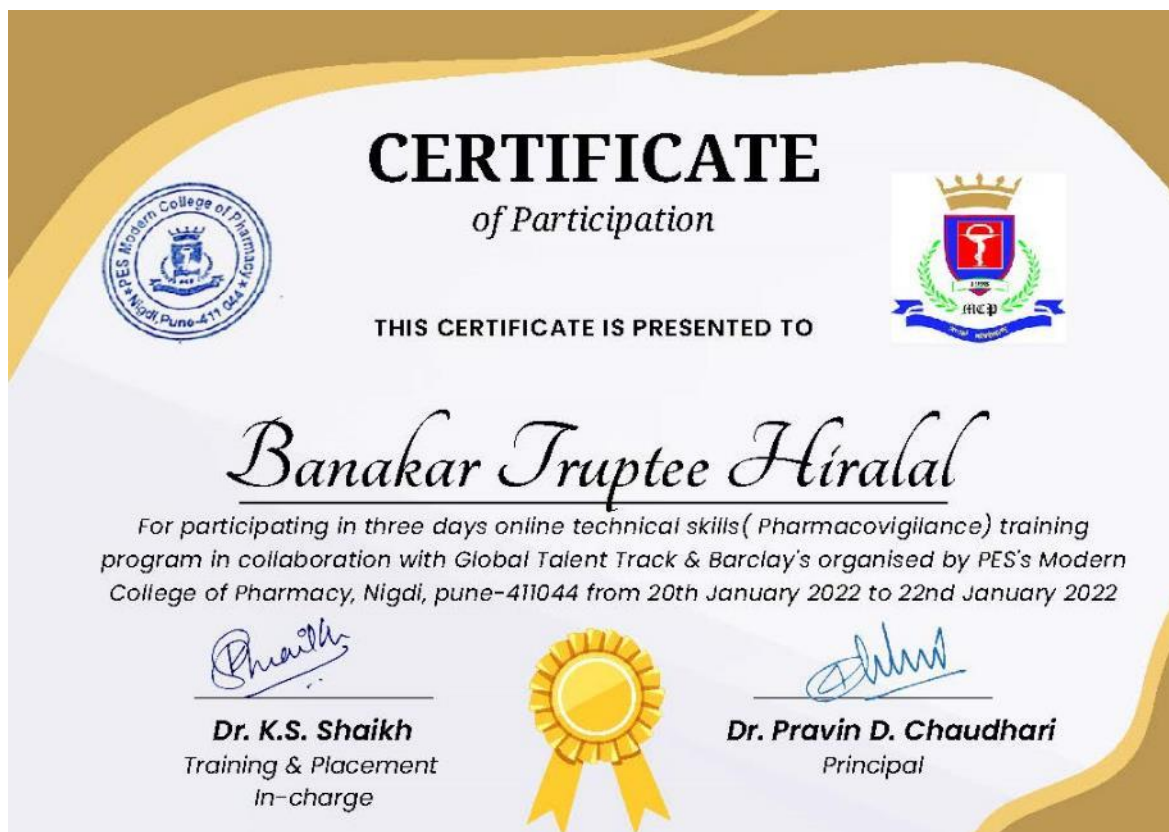 CERTIFICATE
of Participation
PES Modern College of Pharmacy
Nigdi, Pune-411 044
1998
MCP
THIS CERTIFICATE IS PRESENTED TO
Banakar Truptee Hiralal
For participating in three days online technical skills( Pharmacovigilance) training
program in collaboration with Global Talent Track & Barclay's organised by PES's Modern
College of Pharmacy, Nigdi, pune-411044 from 20th January 2022 to 22nd January 2022
Dr. K.S. Shaikh
Training & Placement
In-charge
Dr. Pravin D. Chaudhari
Principal